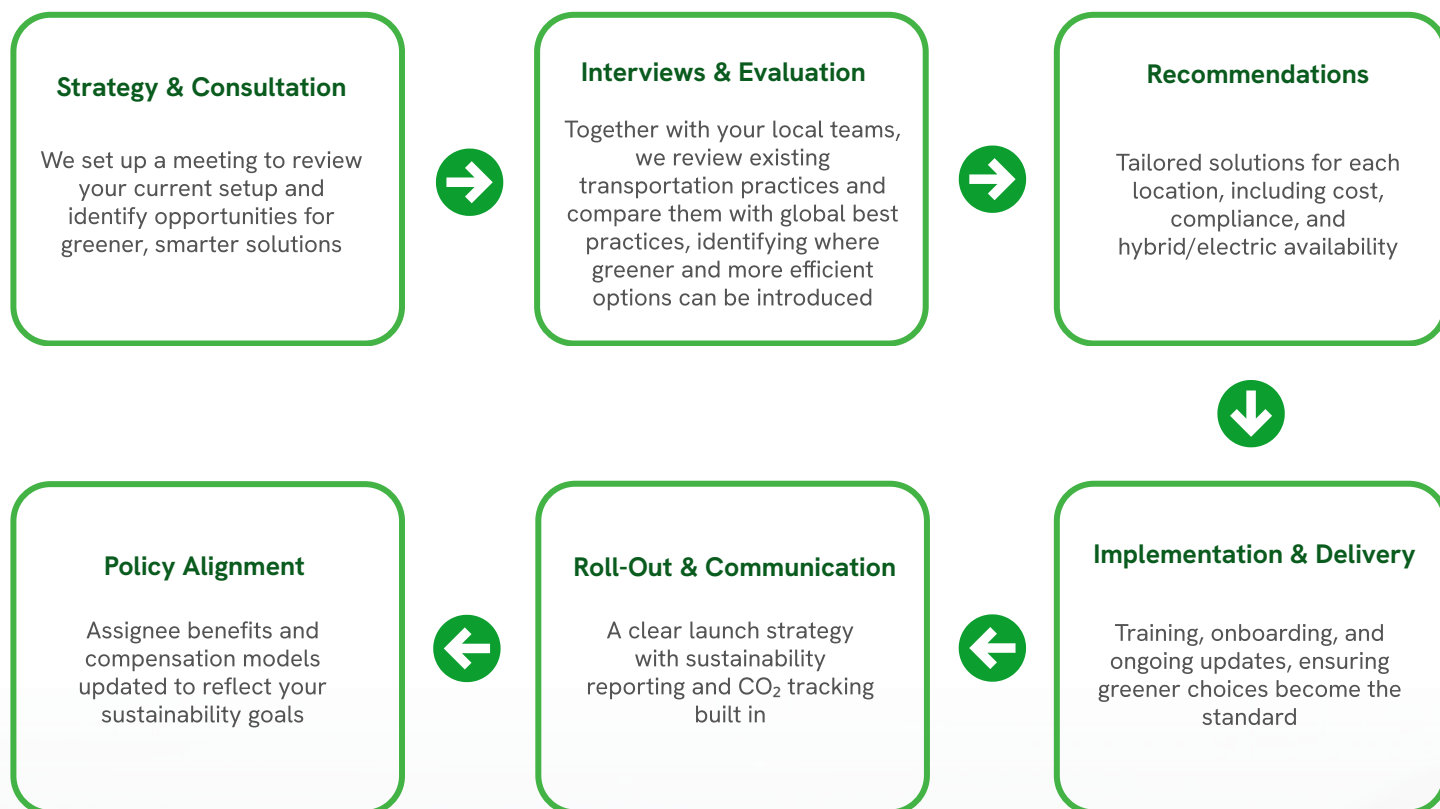 Strategy & Consultation
We set up a meeting to review
your current setup and
identify opportunities for
greener, smarter solutions
Interviews & Evaluation
Together with your local teams,
we review existing
transportation practices and
compare them with global best
practices, identifying where
greener and more efficient
options can be introduced
Recommendations
Tailored solutions for each
location, including cost,
compliance, and
hybrid/electric availability
Implementation & Delivery
Training, onboarding, and
ongoing updates, ensuring
greener choices become the
standard
Roll-Out & Communication
A clear launch strategy
with sustainability
reporting and CO₂ tracking
built in
Policy Alignment
Assignee benefits and
compensation models
updated to reflect your
sustainability goals